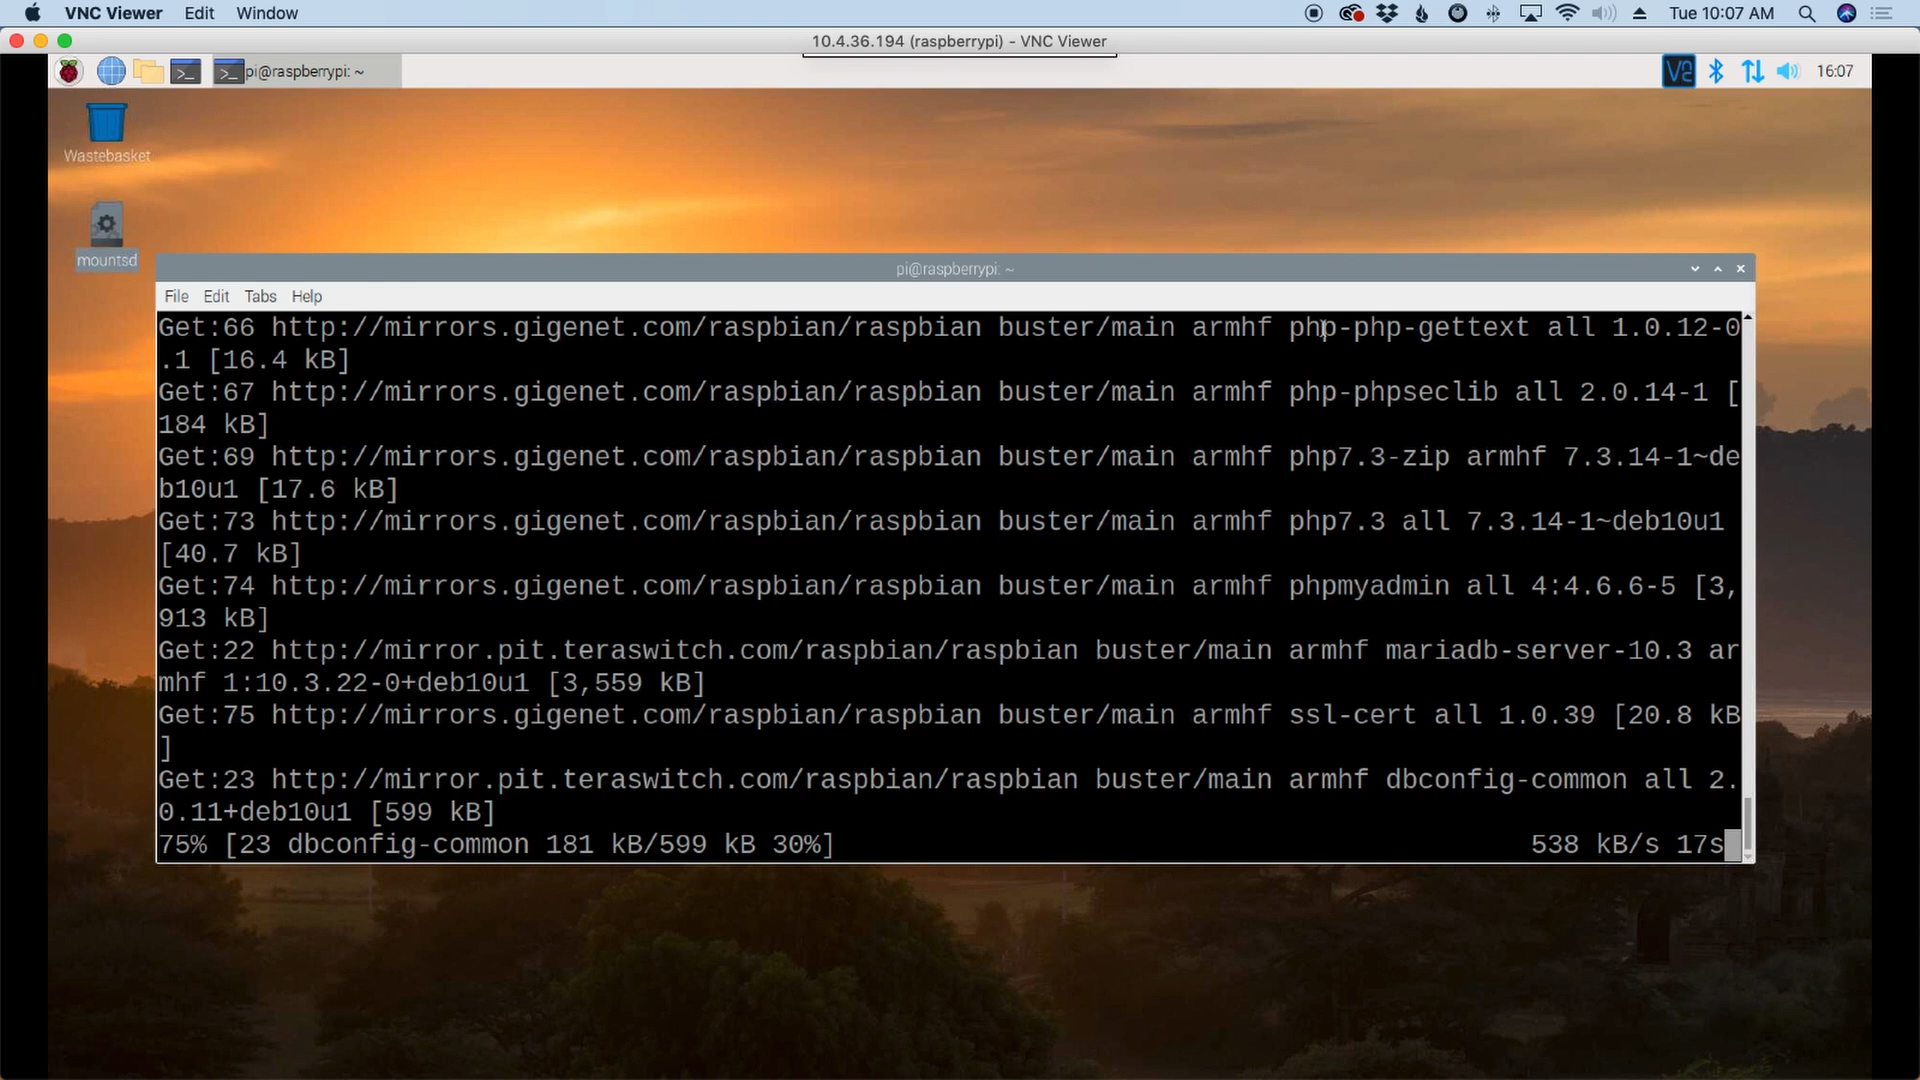 VNC Viewer Edit Window Tue 10:07 AM
10.4.36.194 (raspberrypi) - VNC Viewer
pi@raspberrypi: ~ 16:07
Wastebasket
mountsd
pi@raspberrypi: ~
File Edit Tabs Help
Get:66 http://mirrors.gigenet.com/raspbian/raspbian buster/main armhf php-php-gettext all 1.0.12-0
.1 [16.4 kB]
Get:67 http://mirrors.gigenet.com/raspbian/raspbian buster/main armhf php-phpseclib all 2.0.14-1 [
184 kB]
Get:69 http://mirrors.gigenet.com/raspbian/raspbian buster/main armhf php7.3-zip armhf 7.3.14-1~de
b10u1 [17.6 kB]
Get:73 http://mirrors.gigenet.com/raspbian/raspbian buster/main armhf php7.3 all 7.3.14-1~deb10u1
[40.7 kB]
Get:74 http://mirrors.gigenet.com/raspbian/raspbian buster/main armhf phpmyadmin all 4:4.6.6-5 [3,
913 kB]
Get:22 http://mirror.pit.teraswitch.com/raspbian/raspbian buster/main armhf mariadb-server-10.3 ar
mhf 1:10.3.22-0+deb10u1 [3,559 kB]
Get:75 http://mirrors.gigenet.com/raspbian/raspbian buster/main armhf ssl-cert all 1.0.39 [20.8 kB
]
Get:23 http://mirror.pit.teraswitch.com/raspbian/raspbian buster/main armhf dbconfig-common all 2.
0.11+deb10u1 [599 kB]
75% [23 dbconfig-common 181 kB/599 kB 30%] 538 kB/s 17s